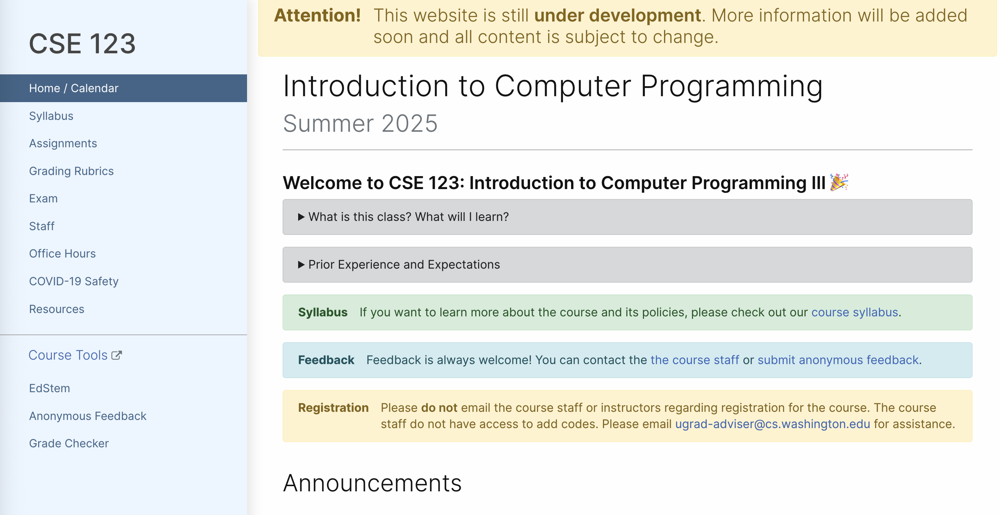 CSE 123
Home / Calendar
Syllabus
Assignments
Grading Rubrics
Exam
Staff
Office Hours
COVID-19 Safety
Resources
Course Tools
EdStem
Anonymous Feedback
Grade Checker
Attention! This website is still under development. More information will be added
soon and all content is subject to change.
Introduction to Computer Programming
Summer 2025
Welcome to CSE 123: Introduction to Computer Programming III 🎉
▶ What is this class? What will I learn?
▶ Prior Experience and Expectations
Syllabus If you want to learn more about the course and its policies, please check out our course syllabus.
Feedback Feedback is always welcome! You can contact the the course staff or submit anonymous feedback.
Registration Please do not email the course staff or instructors regarding registration for the course. The course
staff do not have access to add codes. Please email ugrad-adviser@cs.washington.edu for assistance.
Announcements